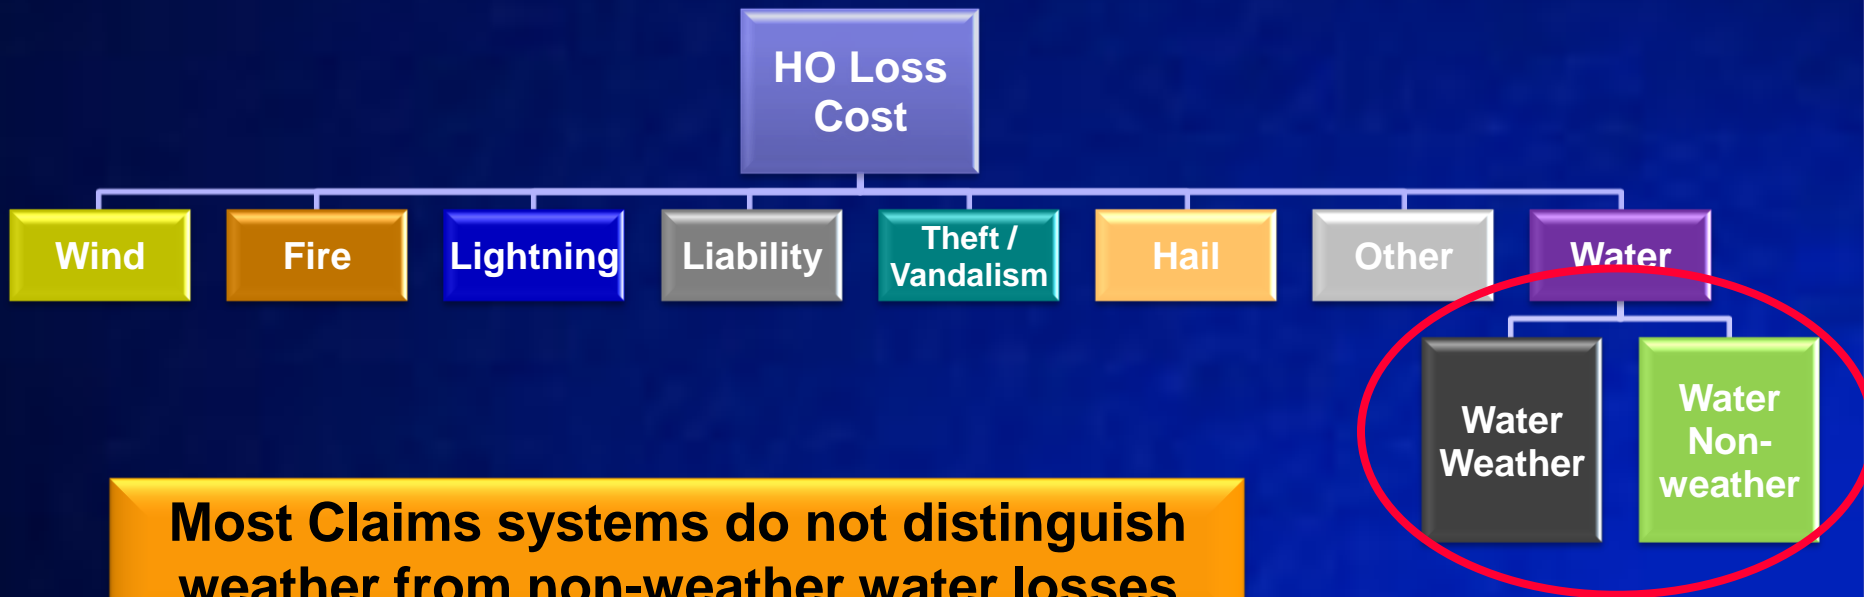 HO Loss
Cost
Wind
Fire
Lightning
Liability
Theft /
Vandalism
Hail
Other
Water
Water
Weather
Water
Non-
weather
Most Claims systems do not distinguish
weather from non-weather water losses